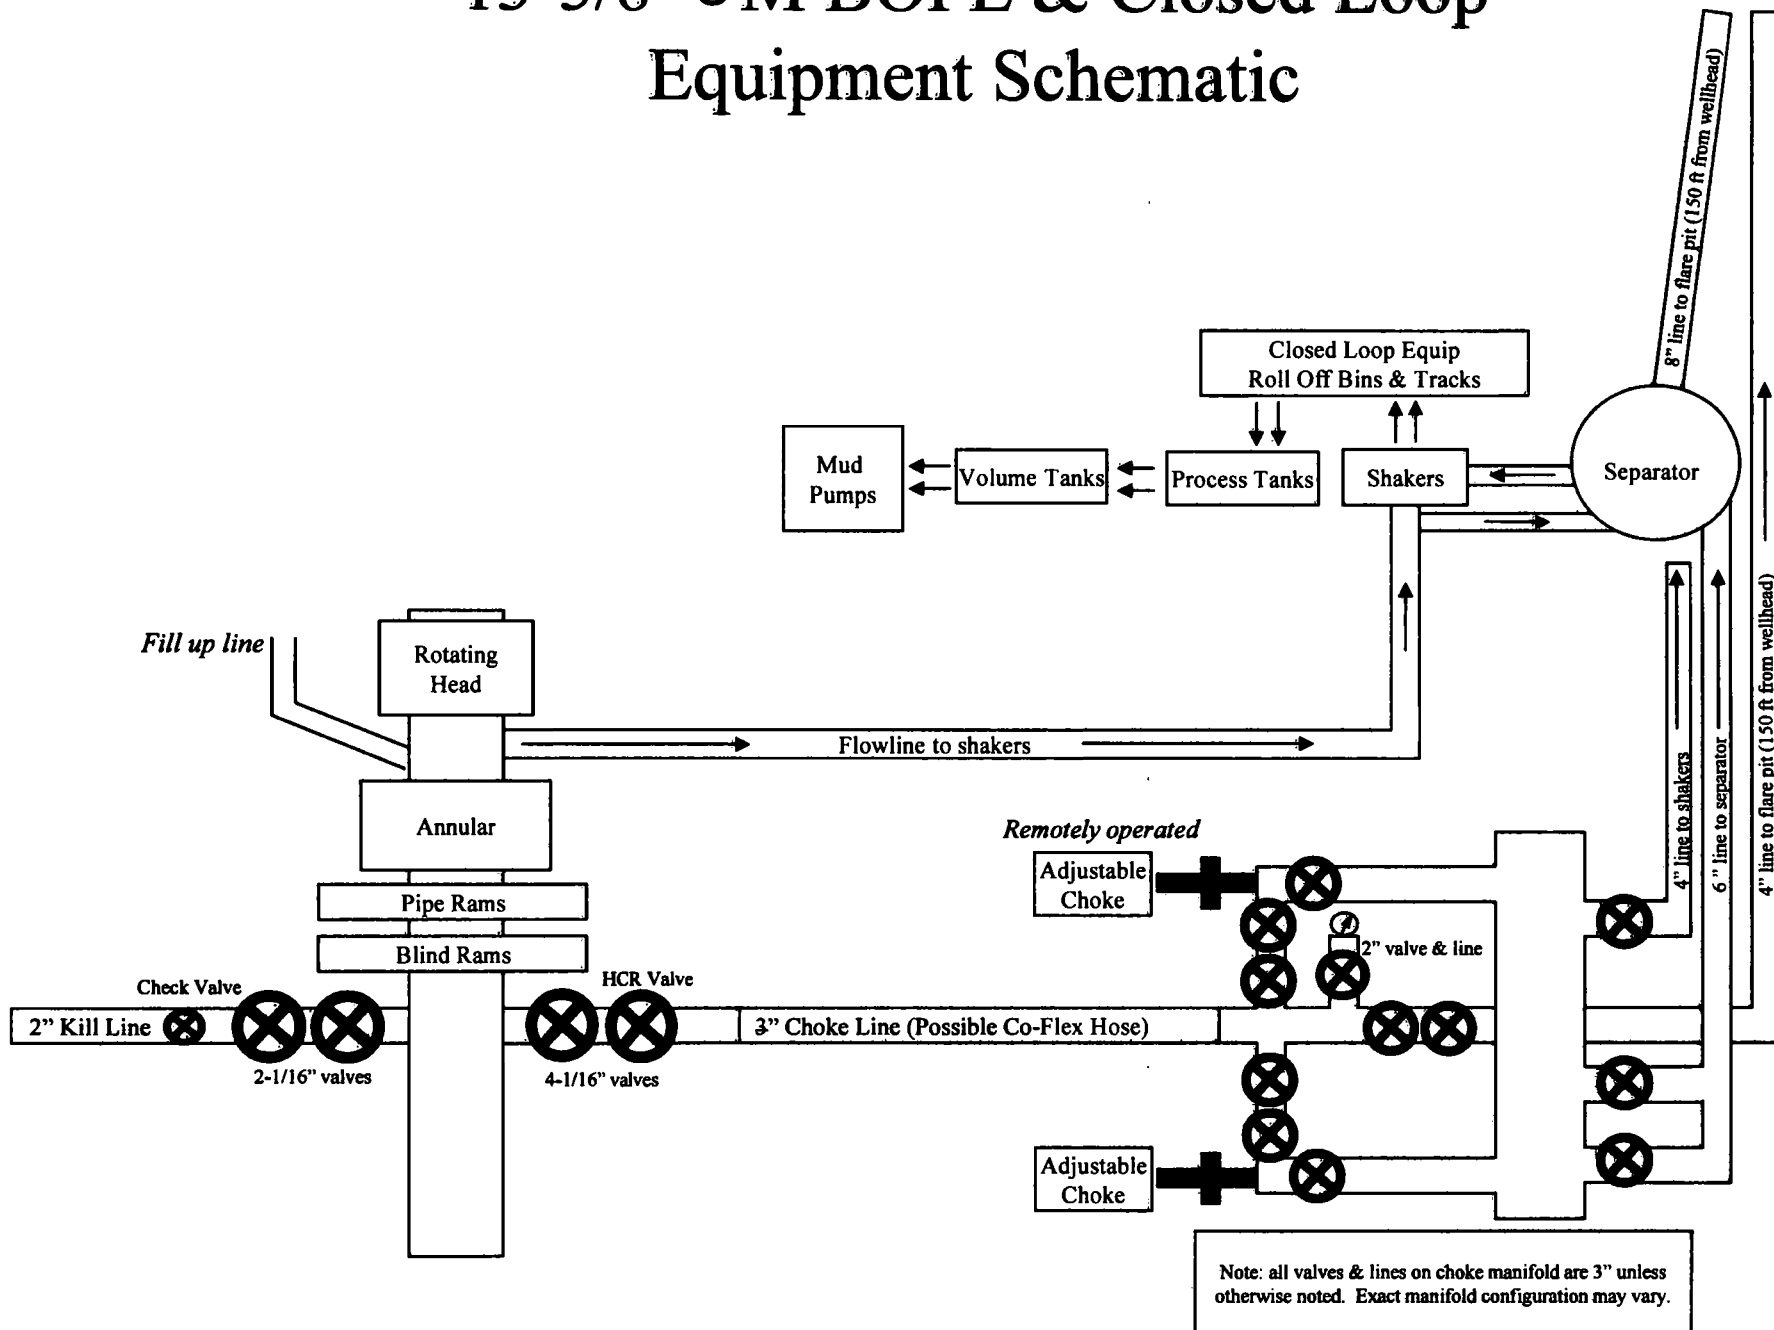 BOPE & Closed Loop
Equipment Schematic
8” line to flare pit (150 ft from wellhead)
Closed Loop Equip
Roll Off Bins & Tracks
Mud
Pumps
Volume Tanks
Process Tanks
Shakers
Separator
Fill up line
Rotating
Head
Flowline to shakers
Annular
Pipe Rams
Blind Rams
Check Valve
HCR Valve
2” Kill Line
3” Choke Line (Possible Co-Flex Hose)
2-1/16” valves
4-1/16” valves
Remotely operated
Adjustable
Choke
2” valve & line
4” line to shakers
6” line to separator
4” line to flare pit (150 ft from wellhead)
Adjustable
Choke
Note: all valves & lines on choke manifold are 3” unless
otherwise noted. Exact manifold configuration may vary.